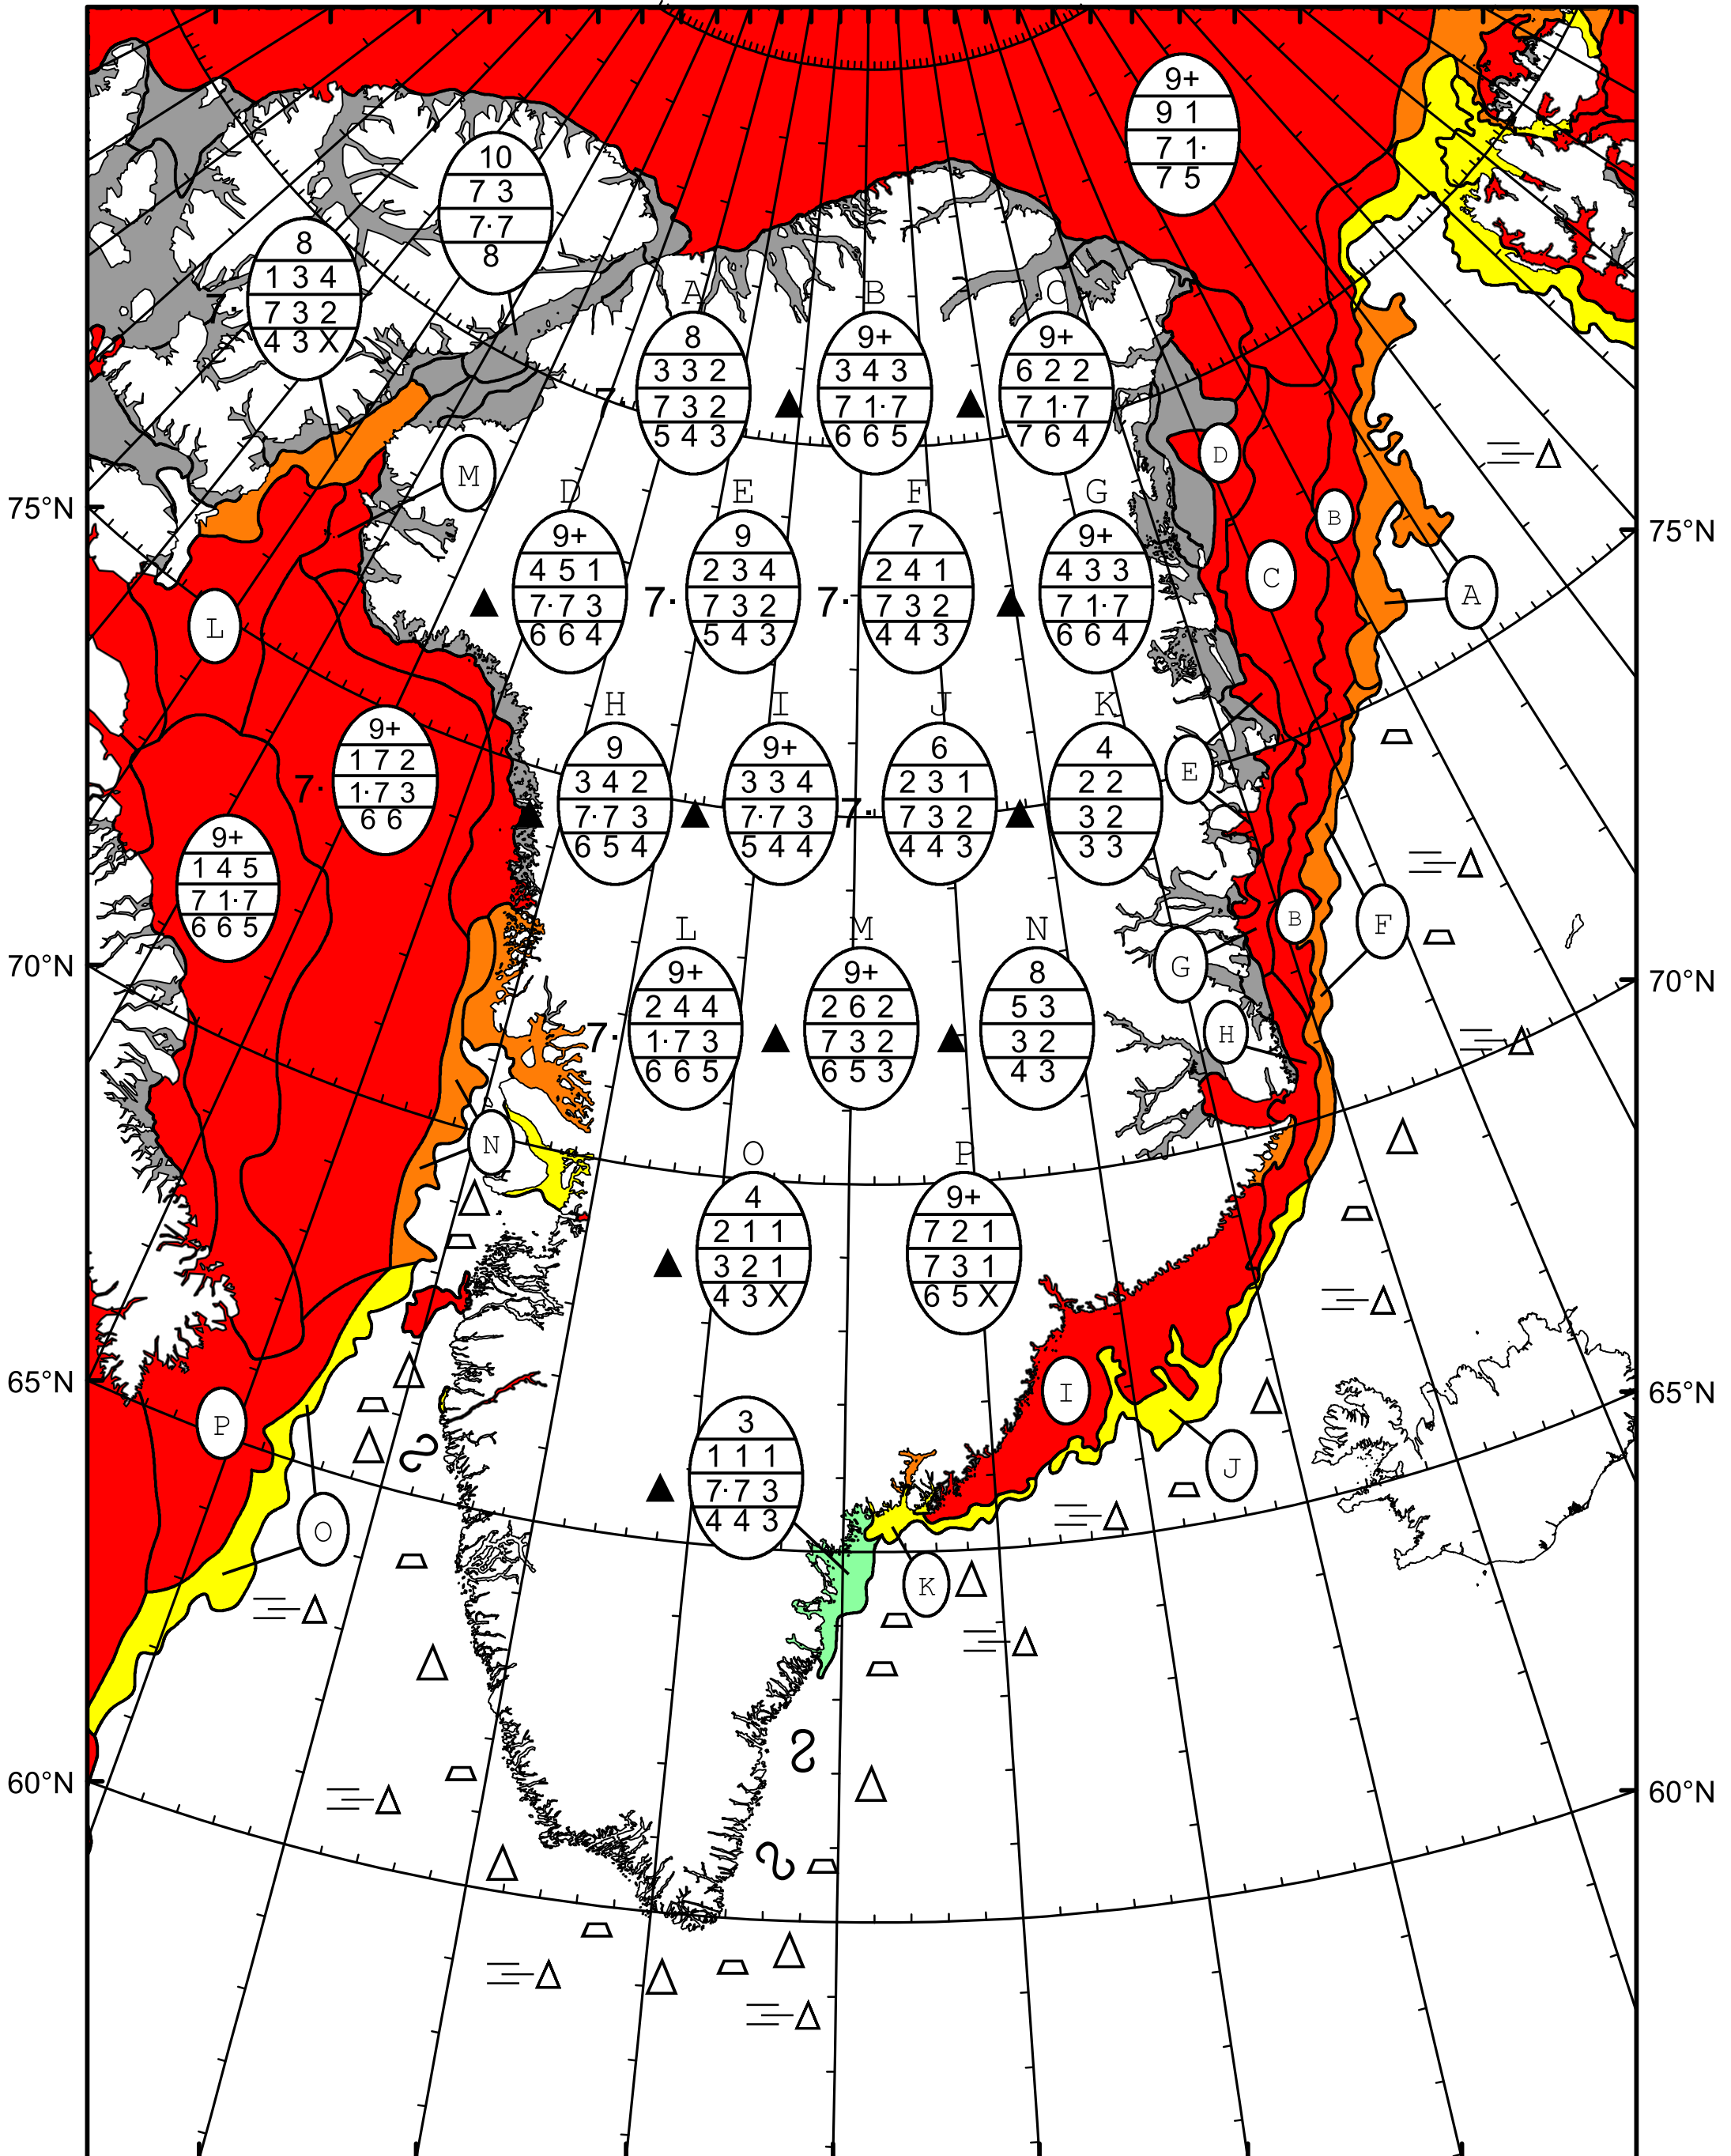 9+
9 1
7 1·
7 5
10
7 3
7·7
8
8
1 3 4
7· 7 3 2
4 3 X
A B C
8 9+ 9+
3 3 2 3 4 3 6 2 2
7 7 3 2 ▲ 7 1·7 ▲ 7 1·7
5 4 3 6 6 5 7 6 4
M D
75°N 75°N
D E F G
B
9+ 9 7 9+
4 5 1 2 3 4 2 4 1 4 3 3
▲ 7·7 3 7· 7 3 2 7· 7 3 2 ▲ 7 1·7
6 6 4 5 4 3 4 4 3 6 6 4
C A
L
H I J K
9+
1 7 2
7· 1·7 3
6 6
9 9+ 6 4
3 4 2 3 3 4 2 3 1 2 2
▲ 7·7 3 ▲ 7·7 3 7· 7 3 2 ▲ 3 2
6 5 4 5 4 4 4 4 3 3 3
E
9+
1 4 5
7 1·7
6 6 5
B F
L M N
G
70°N 70°N
9+ 9+ 8
2 4 4 2 6 2 5 3
7· 1·7 3 ▲ 7 3 2 ▲ 3 2
6 6 5 6 5 3 4 3
H
N
O P
4 9+
2 1 1 7 2 1
▲ 3 2 1 7 3 1
4 3 X 6 5 X
65°N 65°N
I
P
J
3
1 1 1
▲ 7·7 3
4 4 3
O
K
60°N 60°N